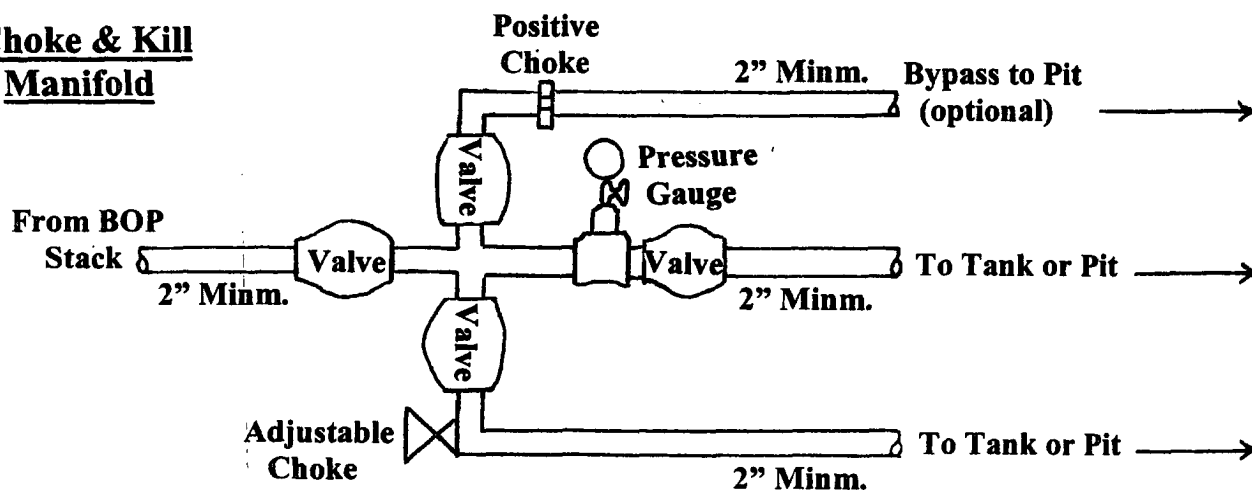 Choke & Kill
Manifold
Positive
Choke
2” Minm.
Bypass to Pit
(optional)
Valve
Pressure
Gauge
From BOP
Stack
2” Minm.
Valve
Valve
2” Minm.
To Tank or Pit
Valve
Adjustable
Choke
2” Minm.
To Tank or Pit